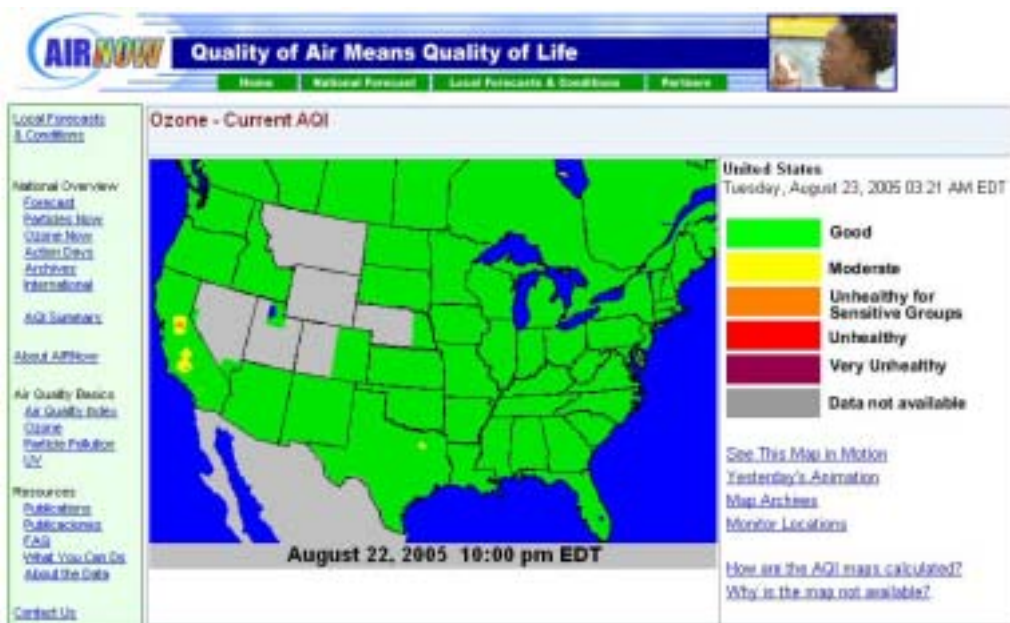 AIRNOW
Quality of Air Means Quality of Life
Home
National Forecast
Local Forecasts & Conditions
Partners
Local Forecasts
& Conditions
National Overview
Forecast
Particles Now
Ozone Now
Action Days
Archives
International
AQI Summary
About AIRNow
Air Quality Basics
Air Quality Index
Ozone
Particle Pollution
UV
Resources
Publications
Publicaciones
FAQ
What You Can Do
About the Data
Contact Us
Ozone - Current AQI
August 22, 2005 10:00 pm EDT
United States
Tuesday, August 23, 2005 03:21 AM EDT
Good
Moderate
Unhealthy for
Sensitive Groups
Unhealthy
Very Unhealthy
Data not available
See This Map in Motion
Yesterday's Animation
Map Archives
Monitor Locations
How are the AQI maps calculated?
Why is the map not available?